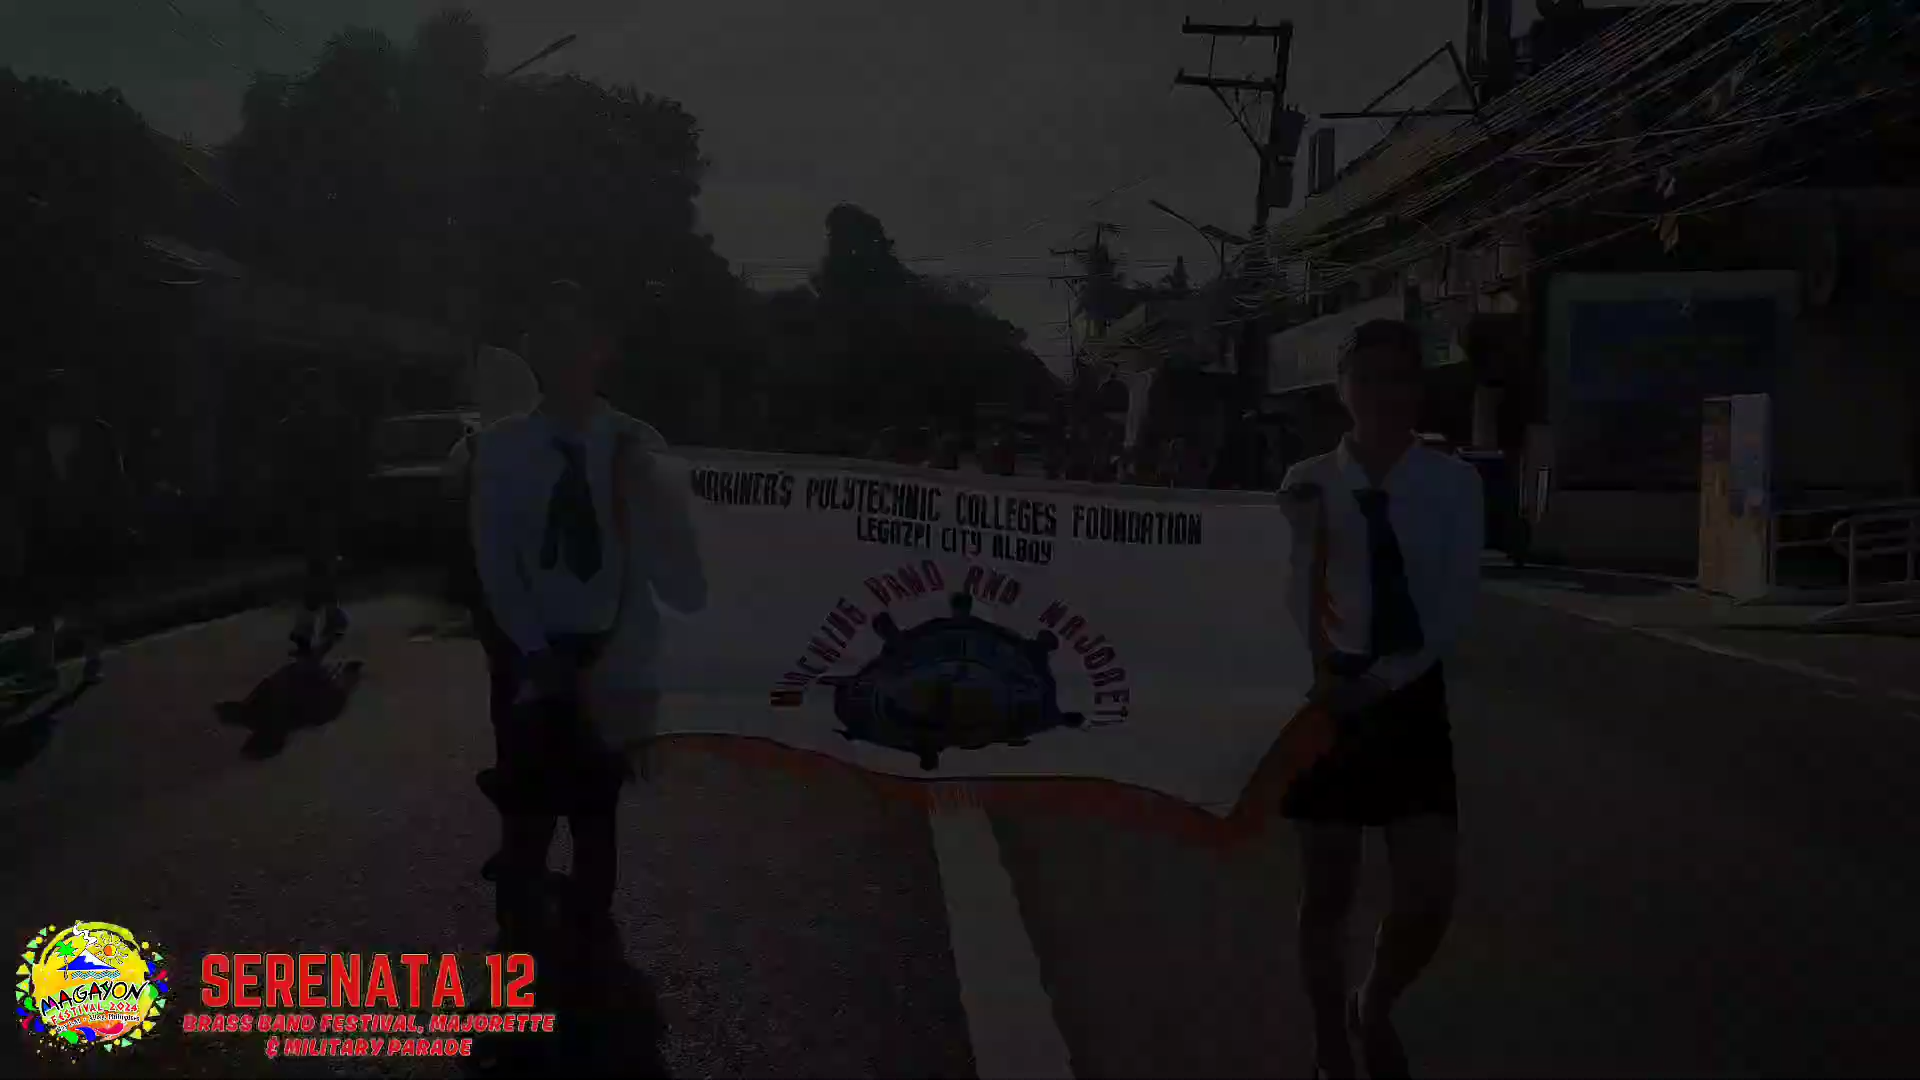 MARINER'S POLYTECHNIC COLLEGES FOUNDATION
LEGAZPI CITY ALBAY
MARCHING BAND AND MAJORET
MAGAYON
FESTIVAL 2024
SERENATA 12
BRASS BAND FESTIVAL, MAJORETTE
& MILITARY PARADE